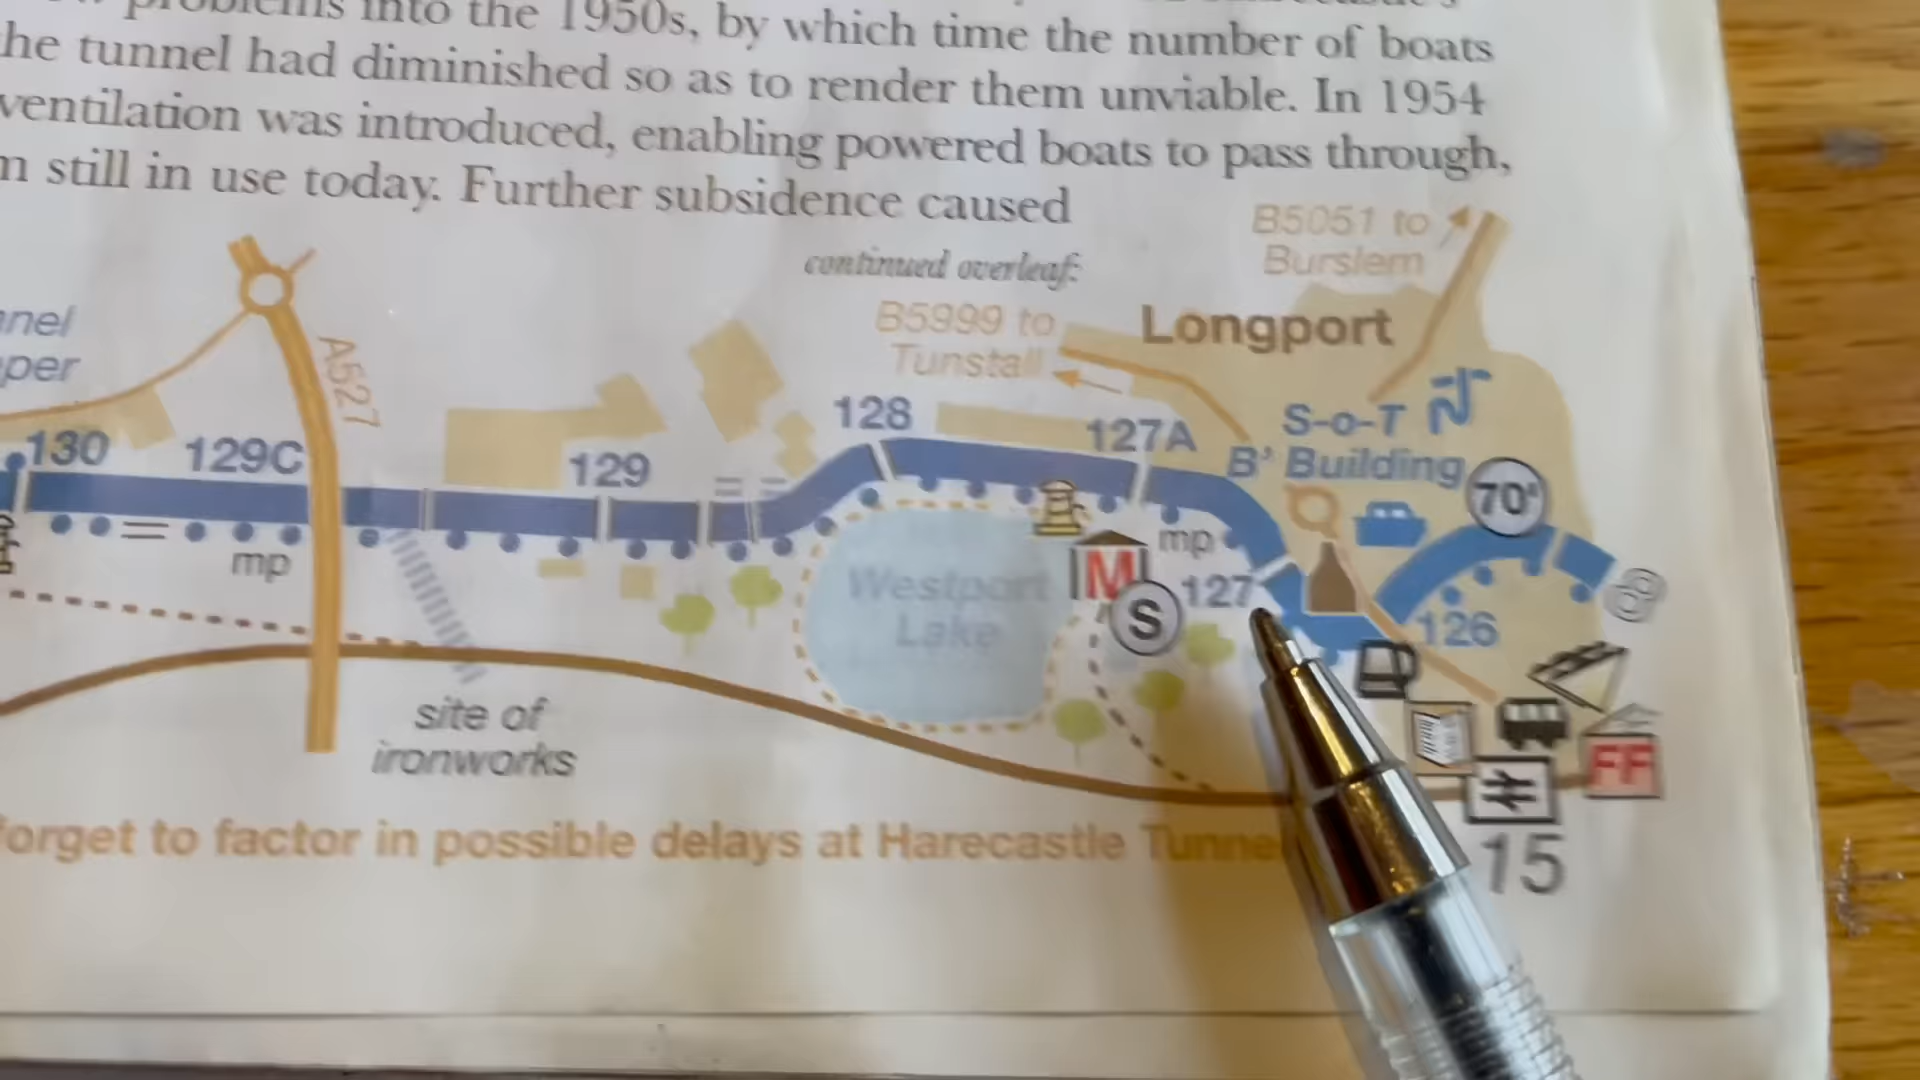 problems into the 1950s, by which time the number of boats
he tunnel had diminished so as to render them unviable. In 1954
ventilation was introduced, enabling powered boats to pass through,
m still in use today. Further subsidence caused
continued overleaf:
B5051 to
Burslem
B5999 to
Tunstall
Longport
nnel
per
A527
130
129C
129
128
127A
S-o-T
B' Building
70'
mp
mp
Westport
Lake
M
S
127
126
site of
ironworks
FF
forget to factor in possible delays at Harecastle Tunnel
15